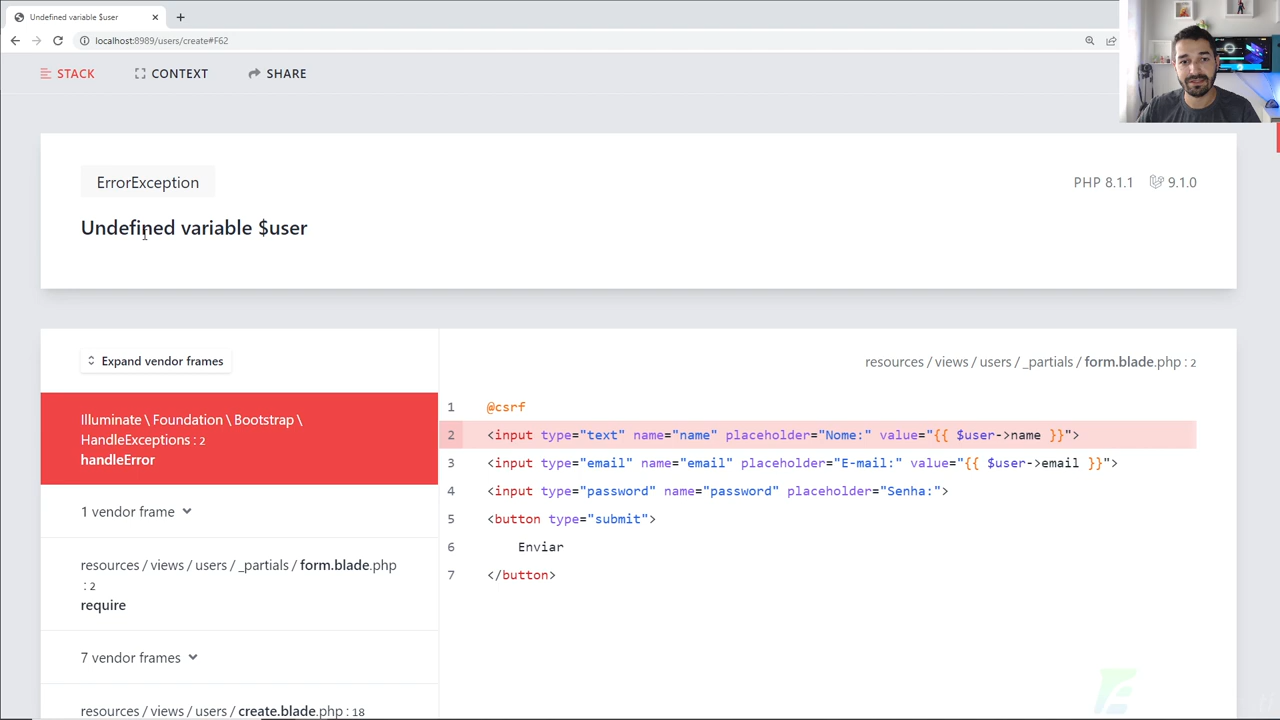 Undefined variable $user
localhost:8989/users/create#F62
STACK
CONTEXT
SHARE
ErrorException
PHP 8.1.1
9.1.0
Undefined variable $user
Expand vendor frames
resources / views / users / _partials / form.blade.php : 2
Illuminate \ Foundation \ Bootstrap \
HandleExceptions : 2
handleError
1 vendor frame
resources / views / users / _partials / form.blade.php
: 2
require
7 vendor frames
resources / views / users / create.blade.php : 18
1 @csrf
2 <input type="text" name="name" placeholder="Nome:" value="{{ $user->name }}">
3 <input type="email" name="email" placeholder="E-mail:" value="{{ $user->email }}">
4 <input type="password" name="password" placeholder="Senha:">
5 <button type="submit">
6 Enviar
7 </button>